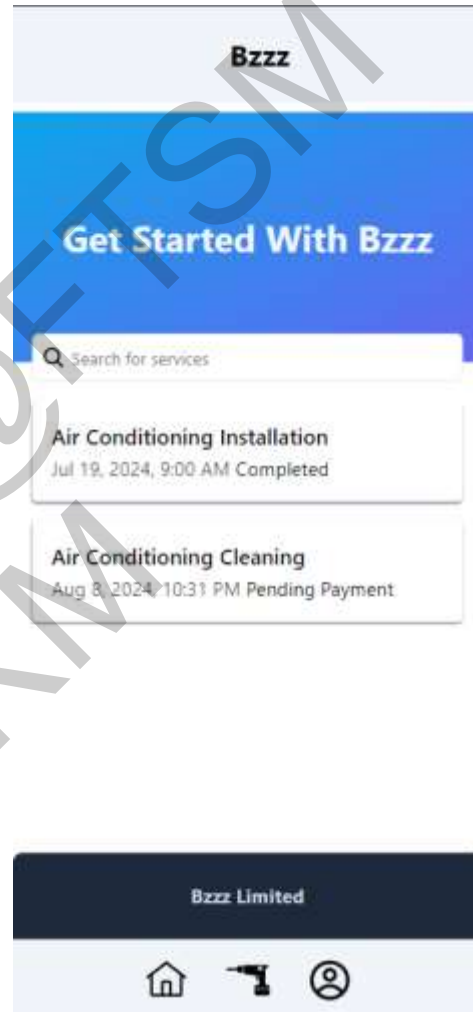 Bzzz
Get Started With Bzzz
Search for services
Air Conditioning Installation
Jul 19, 2024, 9:00 AM Completed
Air Conditioning Cleaning
Aug 8, 2024, 10:31 PM Pending Payment
Bzzz Limited
@FTSM